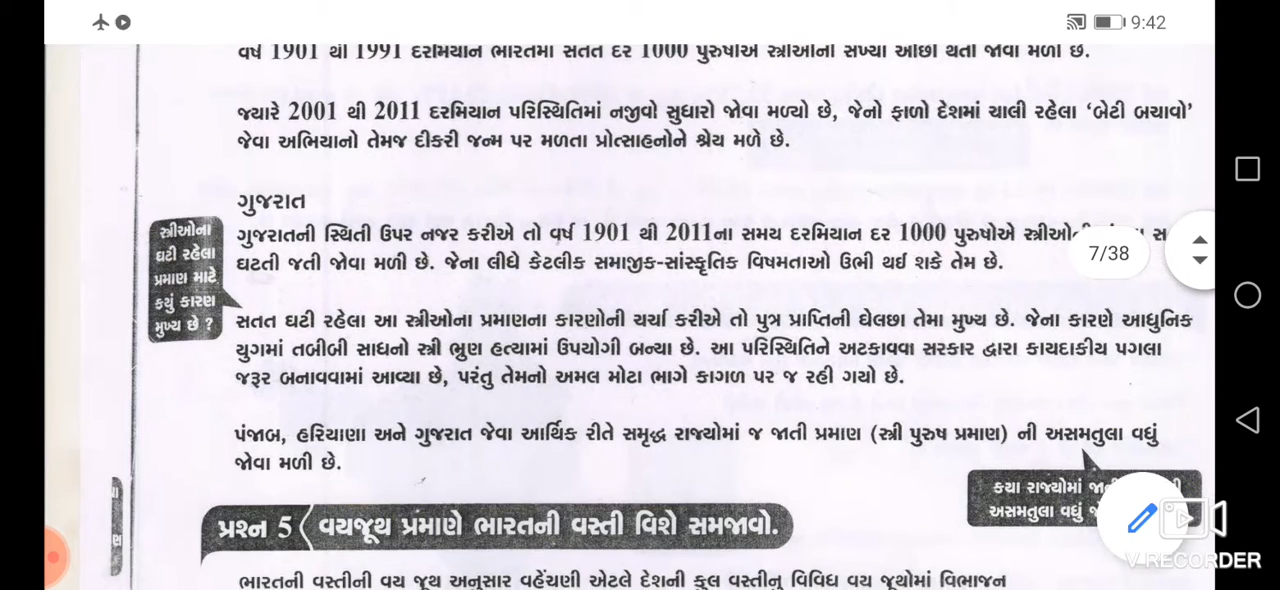 9:42
વર્ષ 1901 થી 1991 દરમિયાન ભારતમાં સતત દર 1000 પુરુષોએ સ્ત્રીઓની સંખ્યા ઓછી થતી જોવા મળી છે.
જ્યારે 2001 થી 2011 દરમિયાન પરિસ્થિતિમાં નજીવો સુધારો જોવા મળ્યો છે, જેનો ફાળો દેશમાં ચાલી રહેલા ‘બેટી બચાવો’
જેવા અભિયાનો તેમજ દીકરી જન્મ પર મળતા પ્રોત્સાહનોને શ્રેય મળે છે.
ગુજરાત
ગુજરાતની સ્થિતી ઉપર નજર કરીએ તો વૃર્ષ 1901 થી 2011ના સમય દરમિયાન દર 1000 પુરુષોએ
ઘટતી જતી જોવા મળી છે. જેના લીધે કેટલીક સમાજીક-સાંસ્કૃતિક વિષમતાઓ ઉભી થઈ શકે તેમ છે.
7/38
સ્ત્રીઓના
ઘટી રહેલા
પ્રમાણ માટે
કયું કારણ
મુખ્ય છે ?
સતત ઘટી રહેલા આ સ્ત્રીઓના પ્રમાણના કારણોની ચર્ચા કરીએ તો પુત્ર પ્રાપ્તિની ઘેલછા તેમા મુખ્ય છે. જેના કારણે આધુનિક
યુગમાં તબીબી સાધનો સ્ત્રી ભ્રુણ હત્યામાં ઉપયોગી બન્યા છે. આ પરિસ્થિતિને અટકાવવા સરકાર દ્વારા કાયદાકીય પગલા
જરૂર બનાવવામાં આવ્યા છે, પરંતુ તેમનો અમલ મોટા ભાગે કાગળ પર જ રહી ગયો છે.
પંજાબ, હરિયાણા અને ગુજરાત જેવા આર્થિક રીતે સમૃદ્ધ રાજ્યોમાં જ જાતી પ્રમાણ (સ્ત્રી પુરુષ પ્રમાણ) ની અસમતુલા વધું
જોવા મળી છે.
કયા રાજ્યોમાં
અસમતુલા વધું
પ્રશ્ન 5 વયજૂથ પ્રમાણે ભારતની વસ્તી વિશે સમજાવો.
V RECORDER
ભારતની વસ્તીની વય જૂથ અનુસાર વહેંચણી એટલે દેશની કુલ વસ્તીનુ વિવિધ વય જૂથોમાં વિભાજન